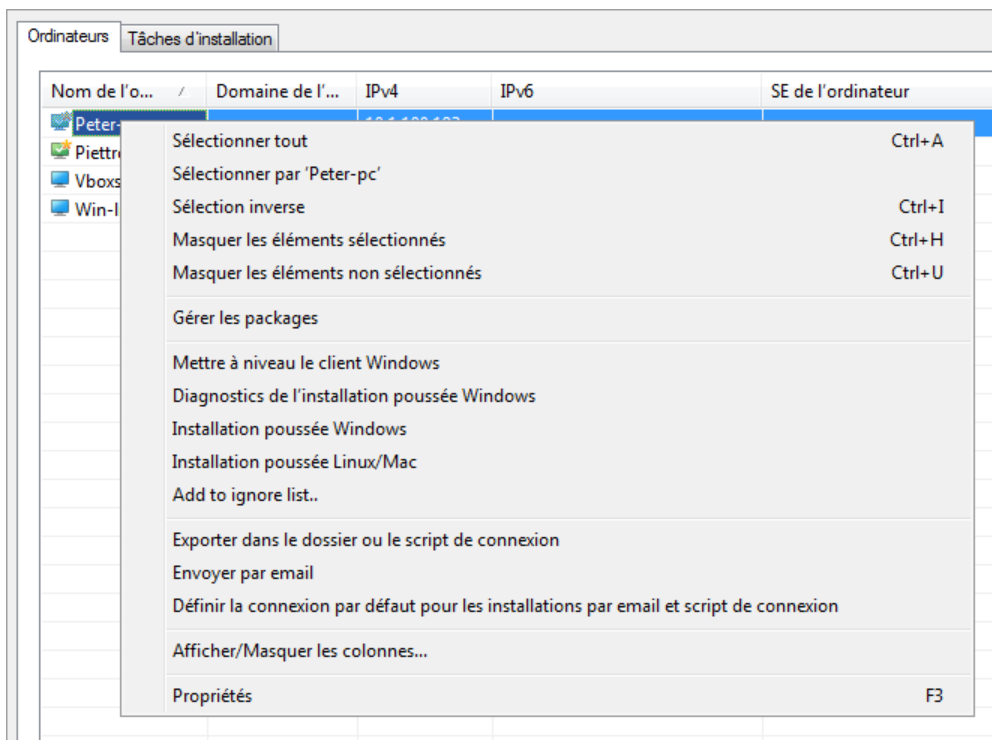 Ordinateurs Tâches d'installation
Nom de l'o... Domaine de l'... IPv4 IPv6 SE de l'ordinateur
Peter-
Sélectionner tout Ctrl+A
Piettr
Sélectionner par 'Peter-pc'
Vboxs
Sélection inverse Ctrl+I
Win-l
Masquer les éléments sélectionnés Ctrl+H
Masquer les éléments non sélectionnés Ctrl+U
Gérer les packages
Mettre à niveau le client Windows
Diagnostics de l'installation poussée Windows
Installation poussée Windows
Installation poussée Linux/Mac
Add to ignore list..
Exporter dans le dossier ou le script de connexion
Envoyer par email
Définir la connexion par défaut pour les installations par email et script de connexion
Afficher/Masquer les colonnes...
Propriétés F3